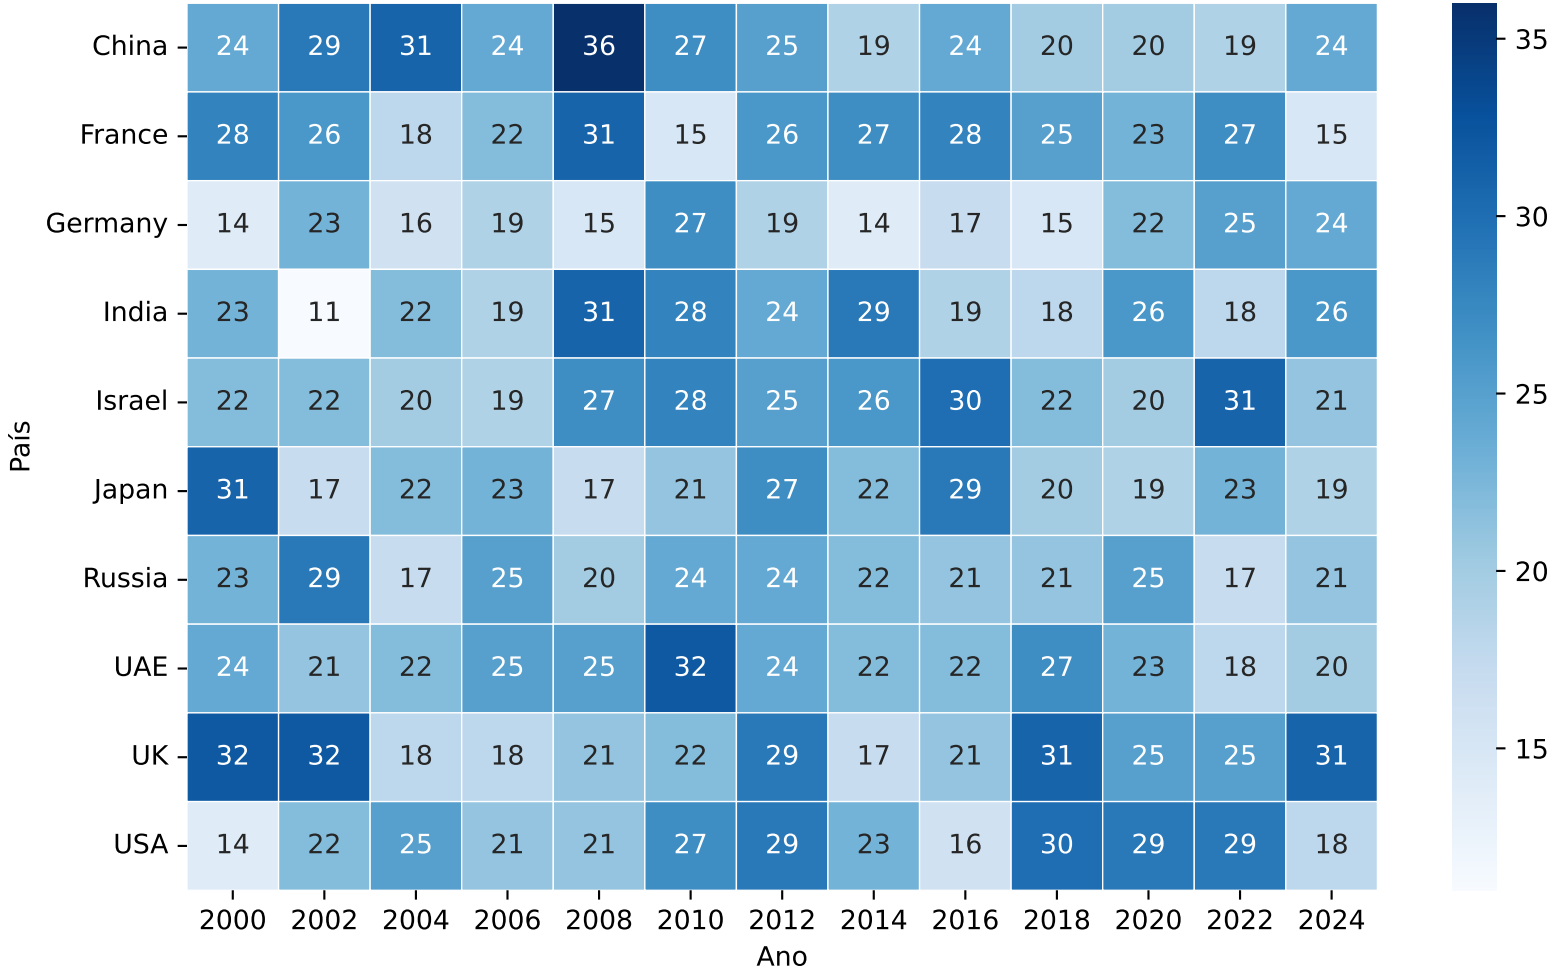 China 24 29 31 24 36 27 25 19 24 20 20 19 24
France 28 26 18 22 31 15 26 27 28 25 23 27 15
Germany 14 23 16 19 15 27 19 14 17 15 22 25 24
India 23 11 22 19 31 28 24 29 19 18 26 18 26
Israel 22 22 20 19 27 28 25 26 30 22 20 31 21
Japan 31 17 22 23 17 21 27 22 29 20 19 23 19
Russia 23 29 17 25 20 24 24 22 21 21 25 17 21
UAE 24 21 22 25 25 32 24 22 22 27 23 18 20
UK 32 32 18 18 21 22 29 17 21 31 25 25 31
USA 14 22 25 21 21 27 29 23 16 30 29 29 18
2000 2002 2004 2006 2008 2010 2012 2014 2016 2018 2020 2022 2024
Ano
País
35
30
25
20
15